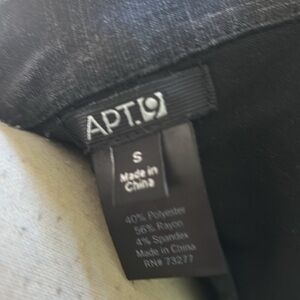 APT.9
S
Made in
China
40% Polyester
56% Rayon
4% Spandex
Made in China
RN# 73277